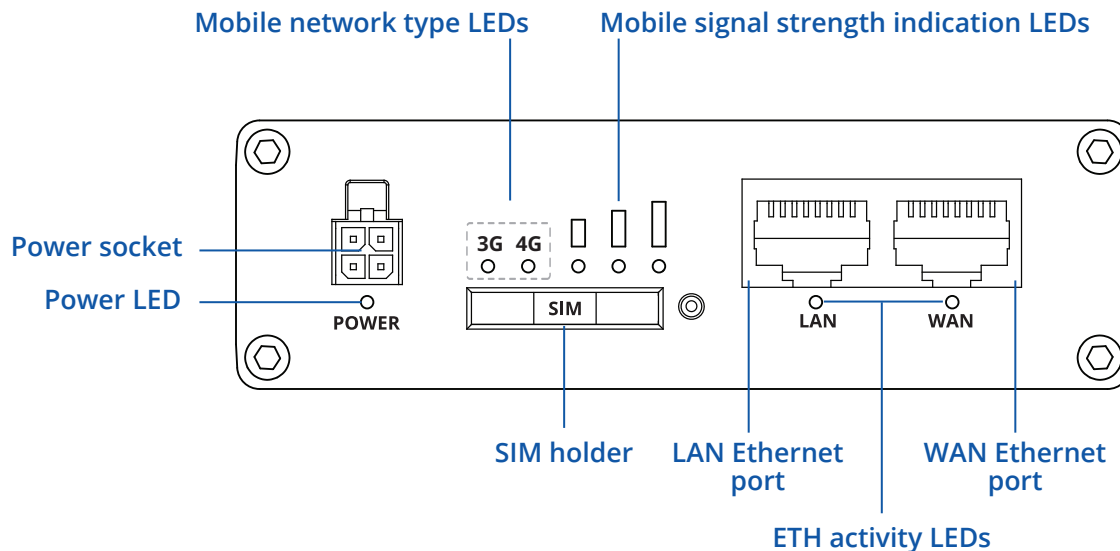 Mobile network type LEDs
Mobile signal strength indication LEDs
3G 4G
Power socket
Power LED
POWER
SIM
LAN
WAN
SIM holder
LAN Ethernet
port
WAN Ethernet
port
ETH activity LEDs